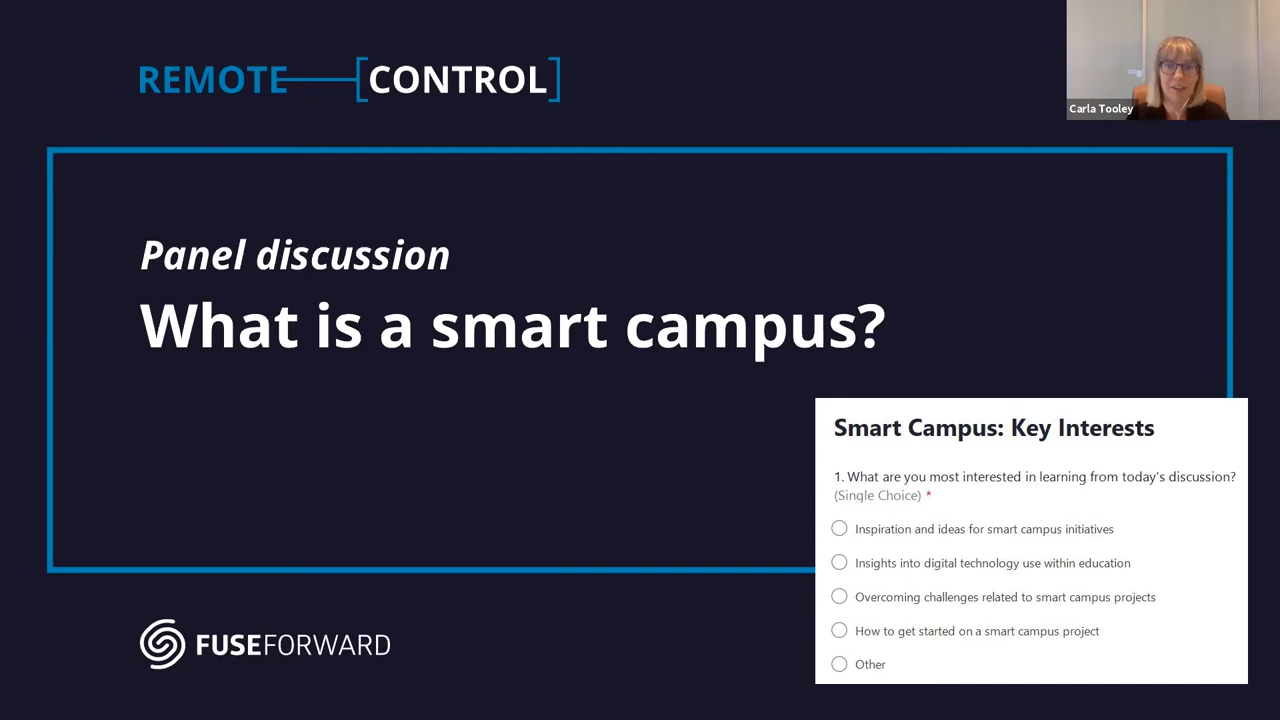 REMOTE [CONTROL]
Carla Tooley
Panel discussion
What is a smart campus?
Smart Campus: Key Interests
1. What are you most interested in learning from today's discussion?
(Single Choice) *
Inspiration and ideas for smart campus initiatives
Insights into digital technology use within education
Overcoming challenges related to smart campus projects
How to get started on a smart campus project
Other
FUSEFORWARD